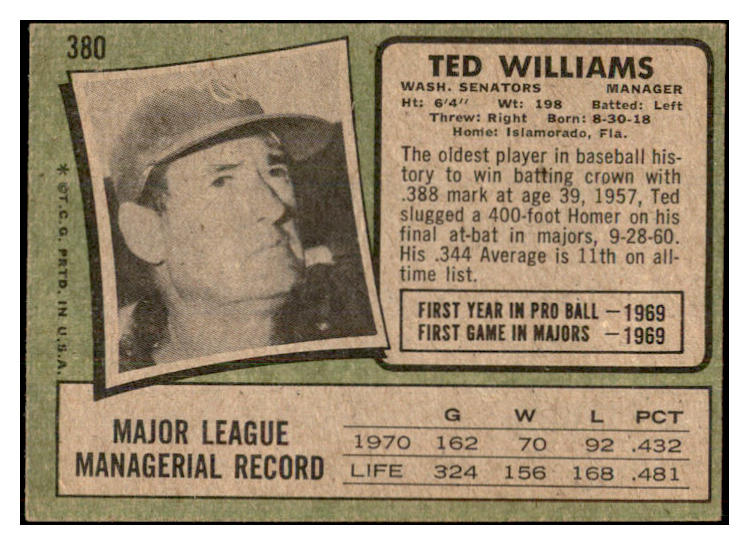 380
* ©T.C.G. PRTD. IN U.S.A.
TED WILLIAMS
WASH. SENATORS MANAGER
Ht: 6'4" Wt: 198 Batted: Left
Threw: Right Born: 8-30-18
Home: Islamorado, Fla.
The oldest player in baseball his-
tory to win batting crown with
.388 mark at age 39, 1957, Ted
slugged a 400-foot Homer on his
final at-bat in majors, 9-28-60.
His .344 Average is 11th on all-
time list.
FIRST YEAR IN PRO BALL — 1969
FIRST GAME IN MAJORS — 1969
MAJOR LEAGUE
MANAGERIAL RECORD
G W L PCT
1970 162 70 92 .432
LIFE 324 156 168 .481